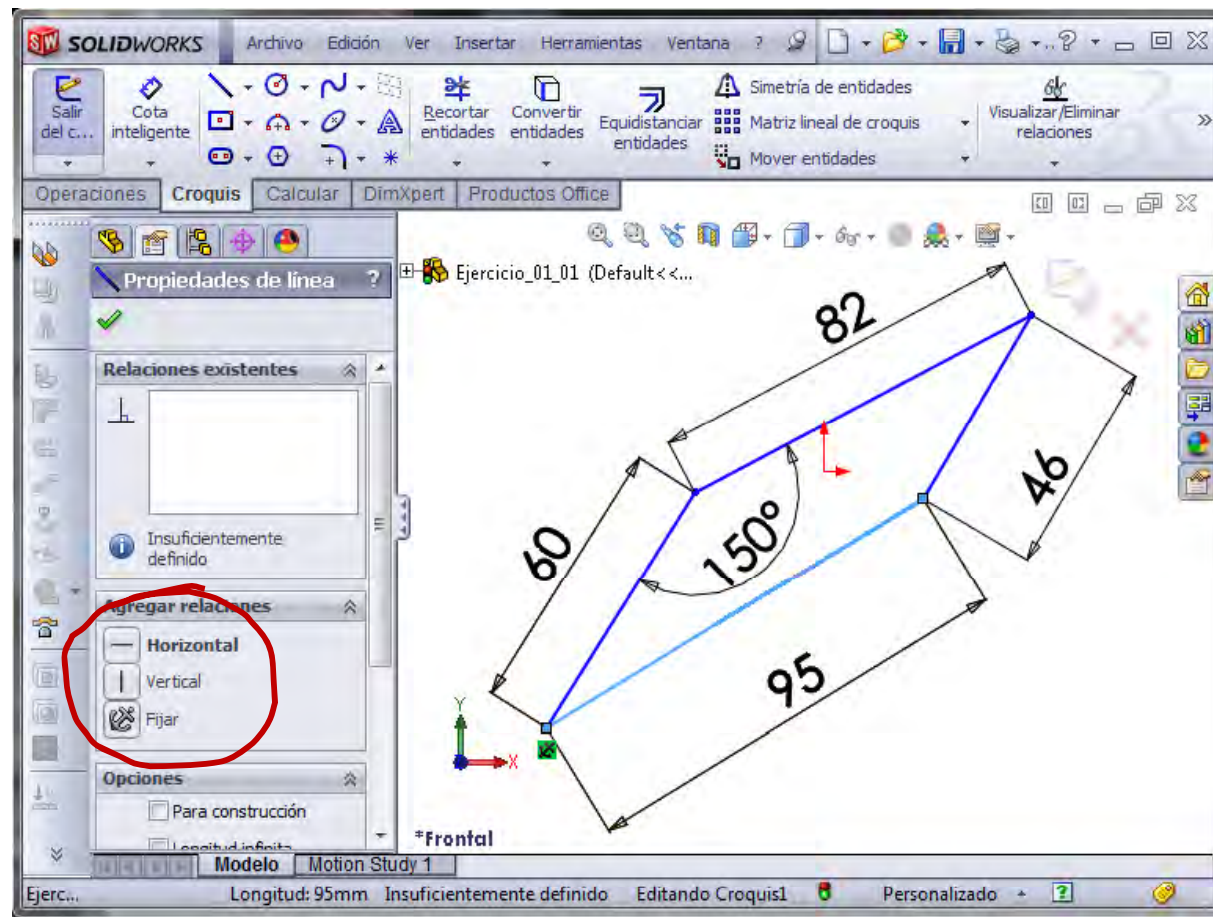 SOLIDWORKS Archivo Edición Ver Insertar Herramientas Ventana ?
Salir del c...
Cota inteligente
Recortar entidades
Convertir entidades
Equidistanciar entidades
Simetría de entidades
Matriz lineal de croquis
Mover entidades
Visualizar/Eliminar relaciones
Operaciones Croquis Calcular DimXpert Productos Office
Propiedades de línea ?
Ejercicio_01_01 (Default<<...
Relaciones existentes
Insuficientemente definido
Agregar relaciones
Horizontal
Vertical
Fijar
Opciones
Para construcción
Longitud infinita
82
60
150°
46
95
Y
X
*Frontal
Modelo Motion Study 1
Ejerc... Longitud: 95mm Insuficientemente definido Editando Croquis1 Personalizado ?